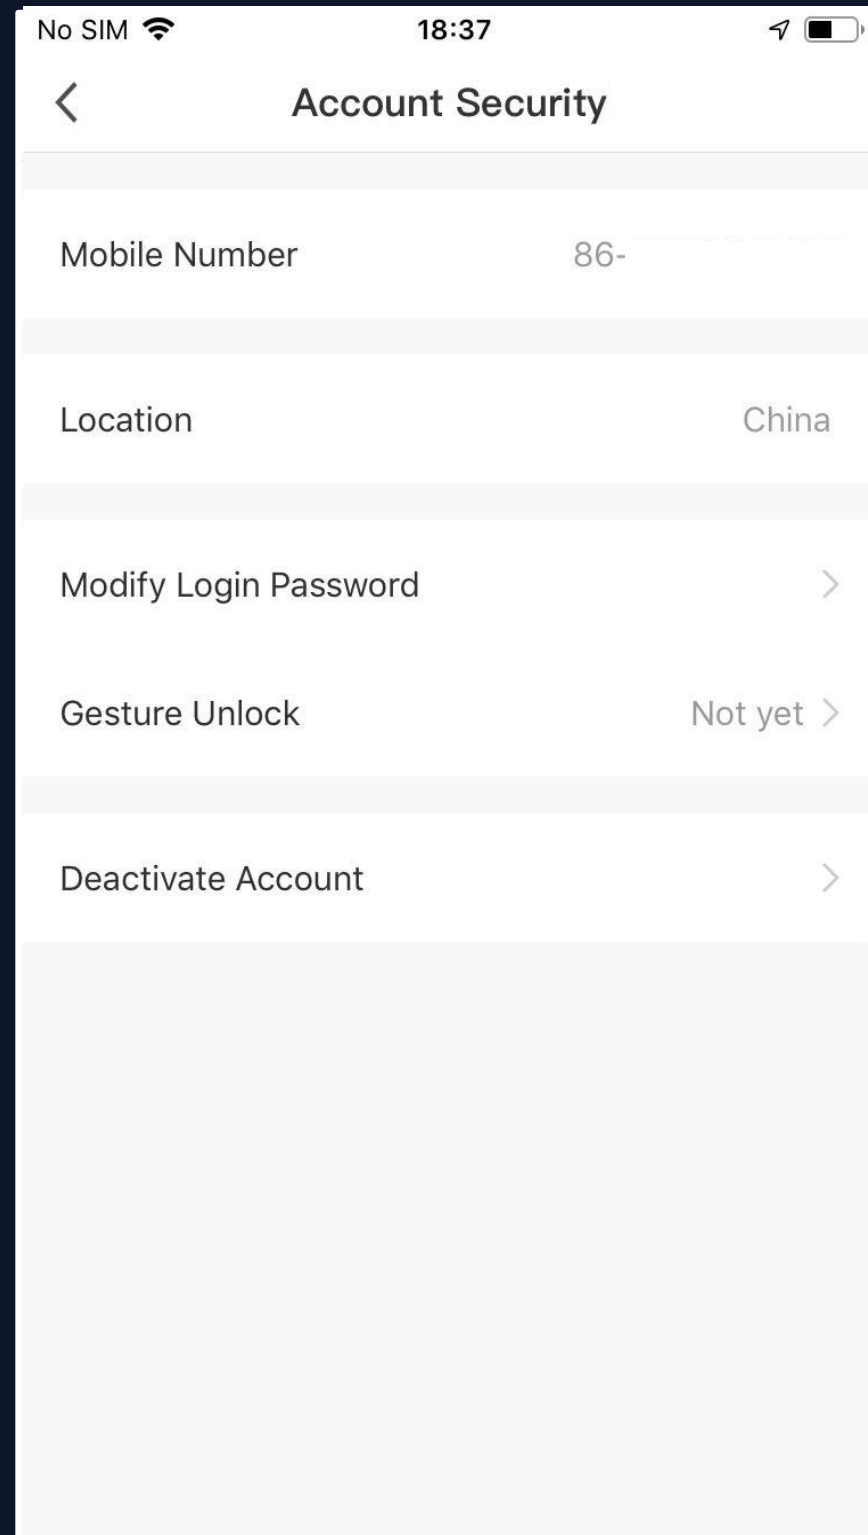 No SIM 18:37
Account Security
Mobile Number 86-
Location China
Modify Login Password
Gesture Unlock Not yet
Deactivate Account